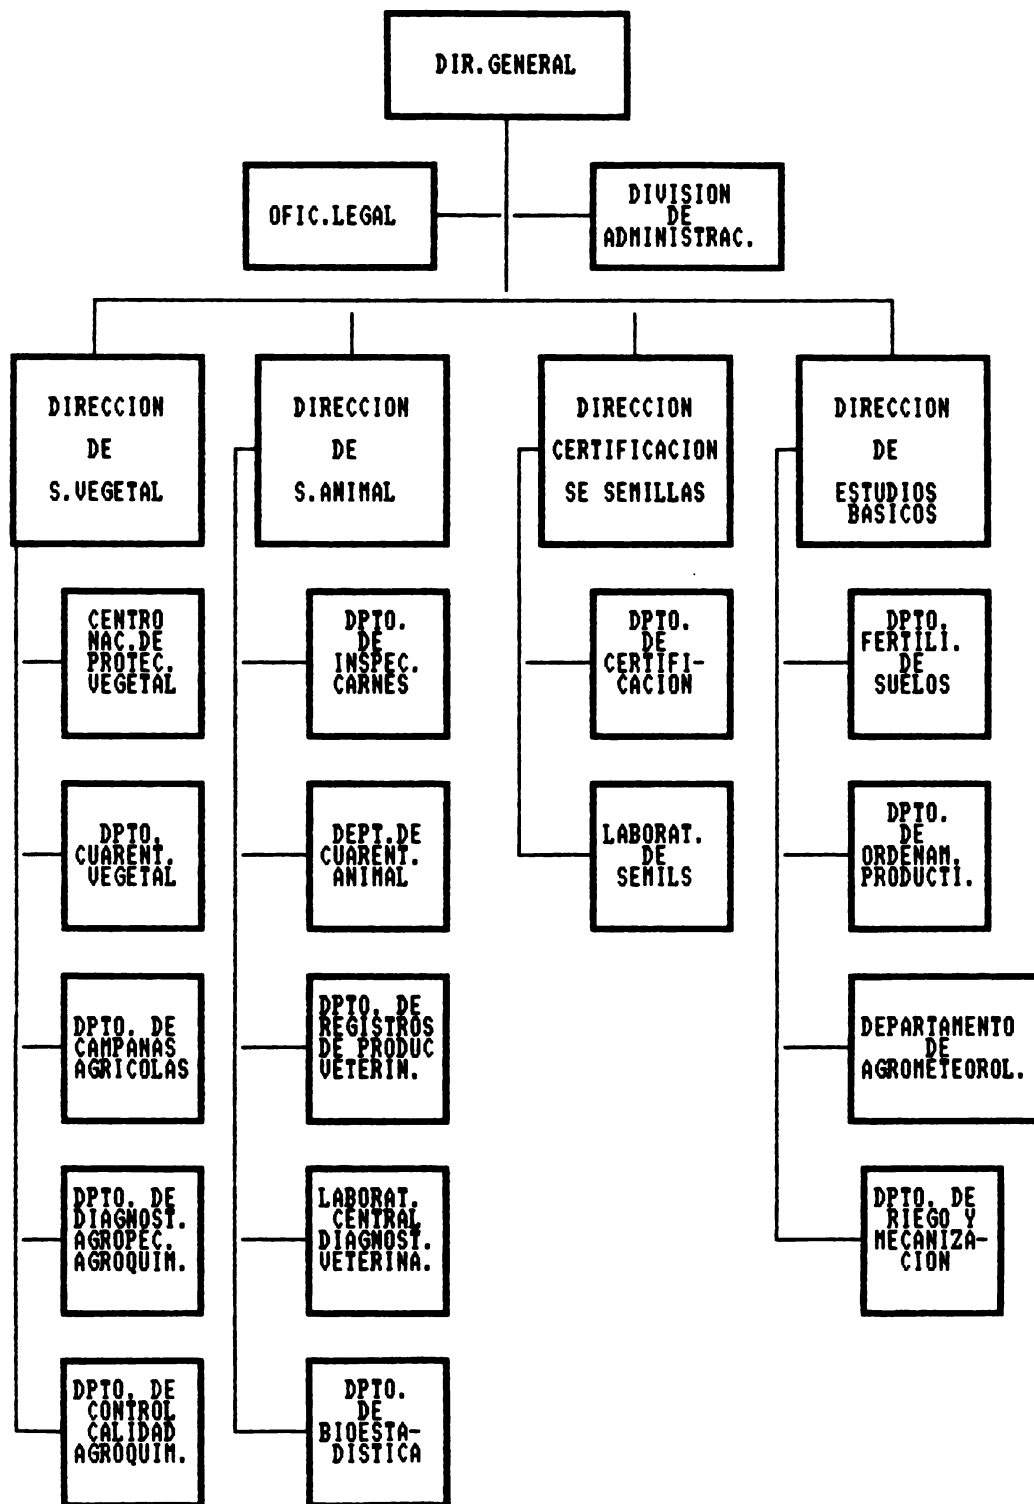 DIR.GENERAL
OFIC.LEGAL
DIVISION
DE
ADMINISTRAC.
DIRECCION
DE
S.VEGETAL
DIRECCION
DE
S.ANIMAL
DIRECCION
CERTIFICACION
SE SEMILLAS
DIRECCION
DE
ESTUDIOS
BASICOS
CENTRO
NAC.DE
PROTEC.
VEGETAL
DPTO.
DE
INSPEC.
CARNES
DPTO.
DE
CERTIFI-
CACION
DPTO.
FERTILI.
DE
SUELOS
DPTO.
CUARENT.
VEGETAL
DEPT.DE
CUARENT.
ANIMAL
LABORAT.
DE
SEMILS
DPTO.
DE
ORDENAM.
PRODUCTI.
DPTO. DE
CAMPANAS
AGRICOLAS
DPTO. DE
REGISTROS
DE PRODUC
VETERIN.
DEPARTAMENTO
DE
AGROMETEOROL.
DPTO. DE
DIAGNOST.
AGROPEC.
AGROQUIM.
LABORAT.
CENTRAL
DIAGNOST.
VETERINA.
DPTO. DE
RIEGO Y
MECANIZA-
CION
DPTO. DE
CONTROL
CALIDAD
AGROQUIM.
DPTO.
DE
BIOESTA-
DISTICA